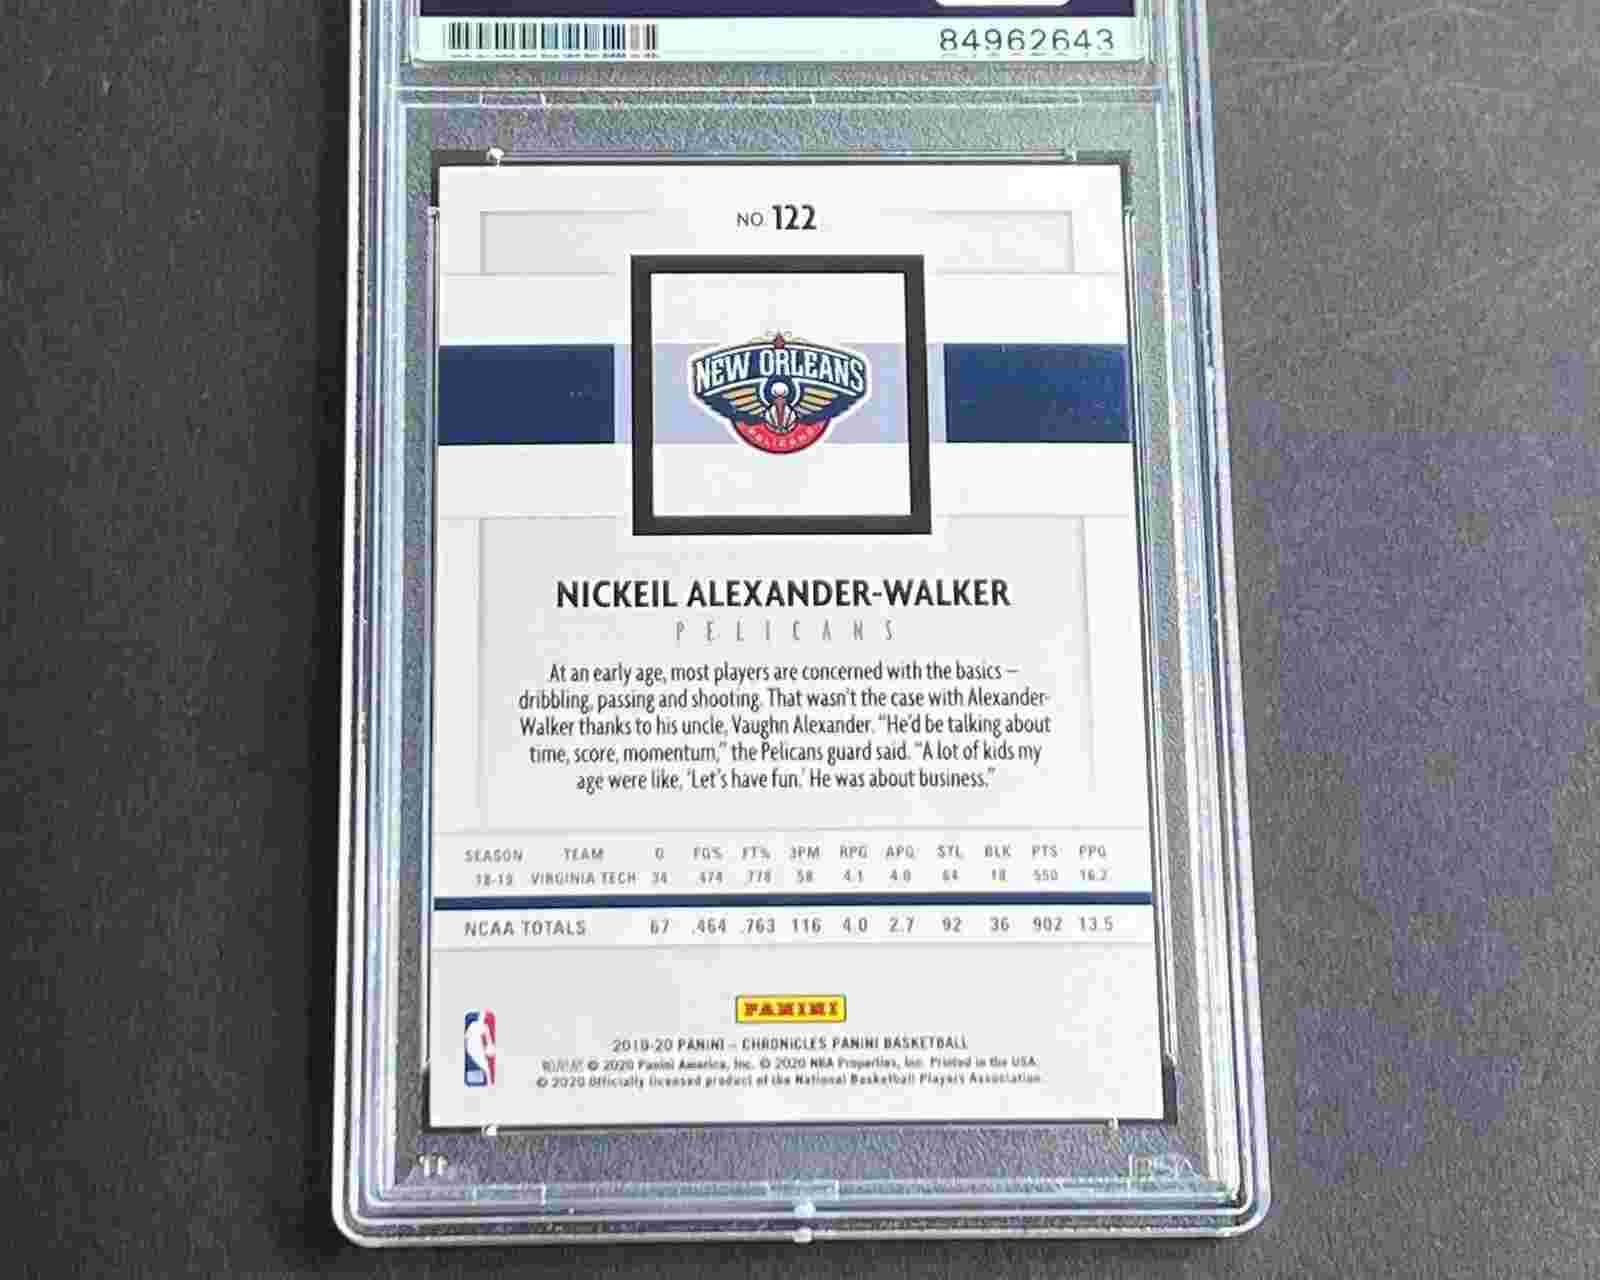 84962643
NO. 122
NEW ORLEANS
PELICANS
NICKEIL ALEXANDER-WALKER
PELICANS
At an early age, most players are concerned with the basics –
dribbling, passing and shooting. That wasn't the case with Alexander-
Walker thanks to his uncle, Vaughn Alexander. "He'd be talking about
time, score, momentum," the Pelicans guard said. "A lot of kids my
age were like, 'Let's have fun.' He was about business."
SEASON TEAM G FG% FT% 3PM RPG APG STL BLK PTS PPG
18-19 VIRGINIA TECH 34 .474 .778 58 4.1 4.0 64 18 550 16.2
NCAA TOTALS 67 .464 .763 116 4.0 2.7 92 36 902 13.5
PANINI
2019-20 PANINI – CHRONICLES PANINI BASKETBALL
© 2020 Panini America, Inc. © 2020 NBA Properties, Inc. Printed in the USA.
© 2020 Officially licensed product of the National Basketball Players Association.
PSA